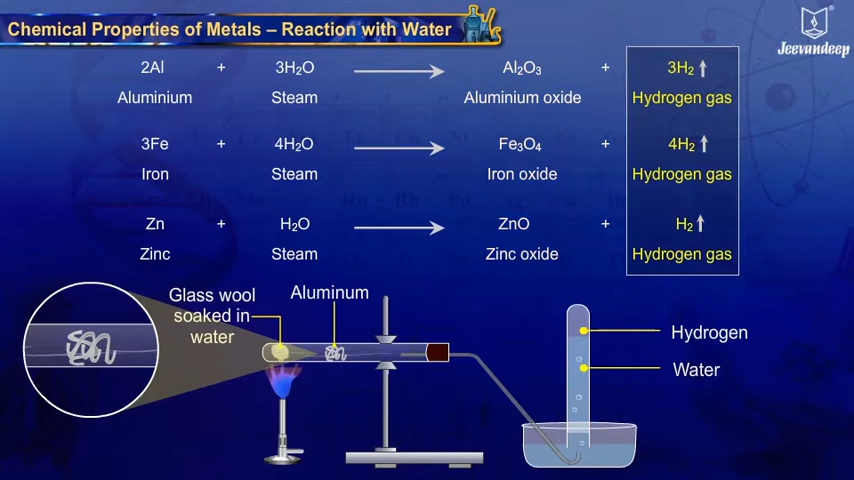 Chemical Properties of Metals – Reaction with Water
Jeevandeep
2Al + 3H₂O Al₂O₃ + 3H₂
Aluminium Steam Aluminium oxide Hydrogen gas
3Fe + 4H₂O Fe₃O₄ + 4H₂
Iron Steam Iron oxide Hydrogen gas
Zn + H₂O ZnO + H₂
Zinc Steam Zinc oxide Hydrogen gas
Glass wool
soaked in
water
Aluminum
Hydrogen
Water